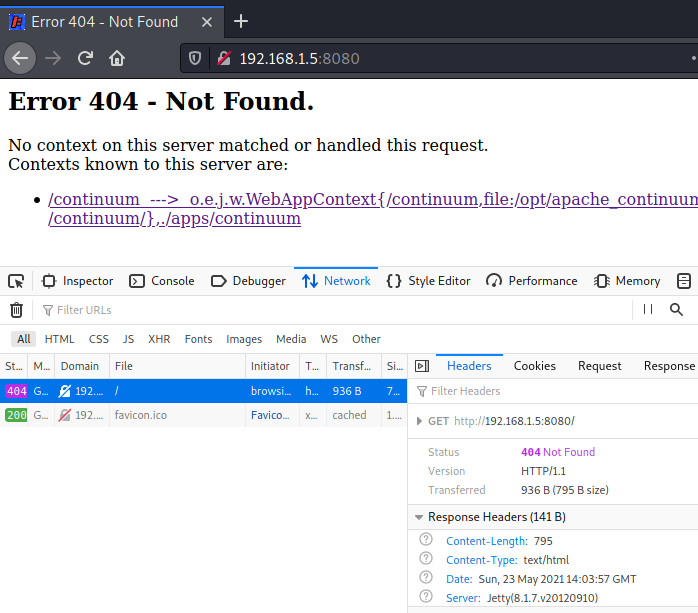 Error 404 - Not Found
192.168.1.5:8080
Error 404 - Not Found.
No context on this server matched or handled this request.
Contexts known to this server are:
/continuum ---> o.e.j.w.WebAppContext{/continuum,file:/opt/apache_continuum
/continuum/},./apps/continuum
Inspector Console Debugger Network Style Editor Performance Memory
Filter URLs
All HTML CSS JS XHR Fonts Images Media WS Other
St... M... Domain File Initiator T... Transf... Si...
404 G... 192.... / browsi... h... 936 B 7...
200 G... 192.... favicon.ico Favico... x... cached 1....
Headers Cookies Request Response
Filter Headers
GET http://192.168.1.5:8080/
Status 404 Not Found
Version HTTP/1.1
Transferred 936 B (795 B size)
Response Headers (141 B)
Content-Length: 795
Content-Type: text/html
Date: Sun, 23 May 2021 14:03:57 GMT
Server: Jetty(8.1.7.v20120910)